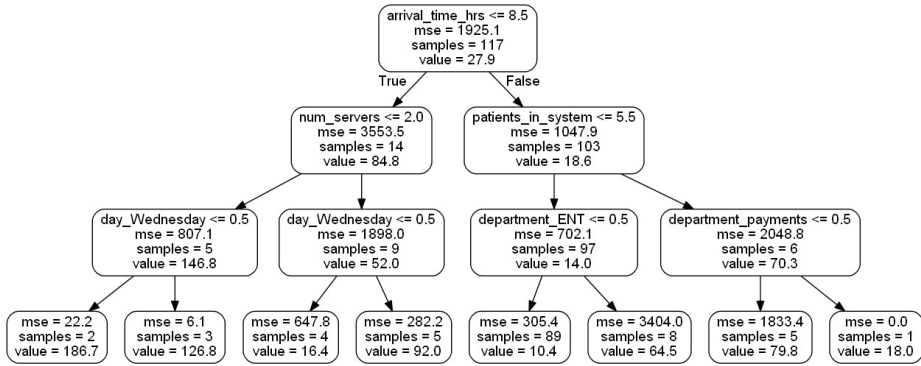 arrival_time_hrs <= 8.5
mse = 1925.1
samples = 117
value = 27.9
True
False
num_servers <= 2.0
mse = 3553.5
samples = 14
value = 84.8
patients_in_system <= 5.5
mse = 1047.9
samples = 103
value = 18.6
day_Wednesday <= 0.5
mse = 807.1
samples = 5
value = 146.8
day_Wednesday <= 0.5
mse = 1898.0
samples = 9
value = 52.0
department_ENT <= 0.5
mse = 702.1
samples = 97
value = 14.0
department_payments <= 0.5
mse = 2048.8
samples = 6
value = 70.3
mse = 22.2
samples = 2
value = 186.7
mse = 6.1
samples = 3
value = 126.8
mse = 647.8
samples = 4
value = 16.4
mse = 282.2
samples = 5
value = 92.0
mse = 305.4
samples = 89
value = 10.4
mse = 3404.0
samples = 8
value = 64.5
mse = 1833.4
samples = 5
value = 79.8
mse = 0.0
samples = 1
value = 18.0